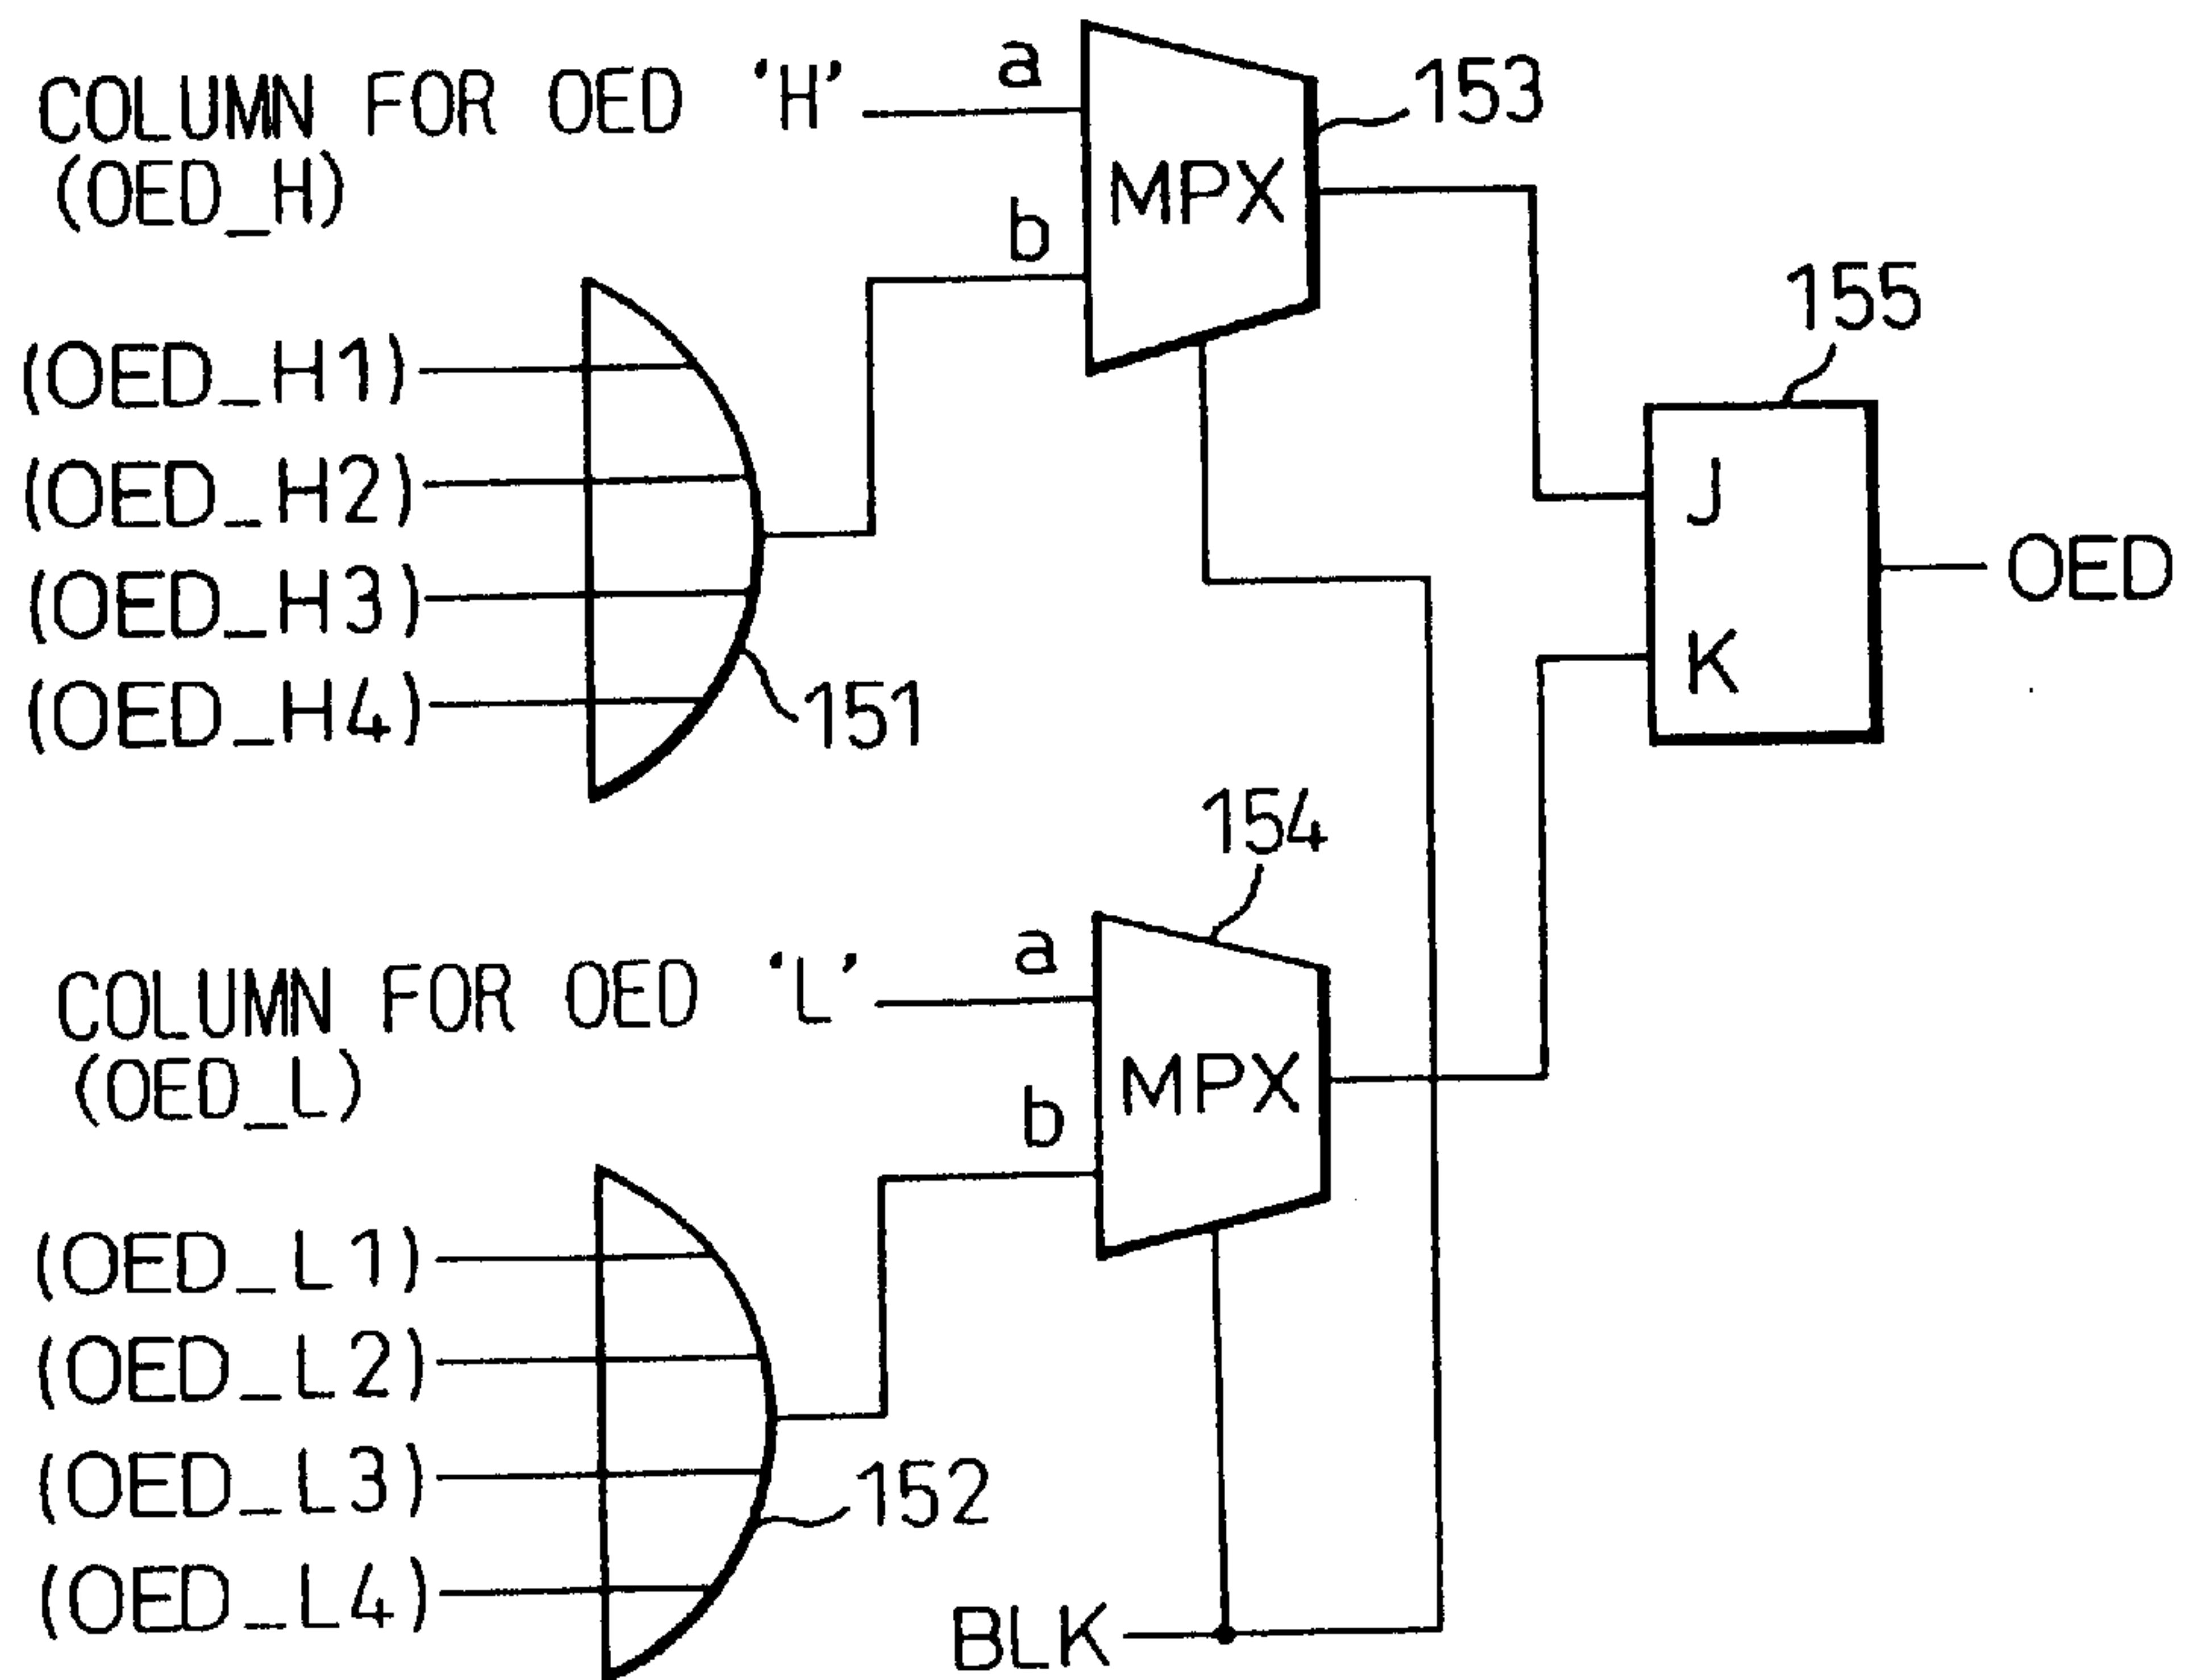 COLUMN FOR OED 'H'
(OED_H)
a
153
MPX
b
155
(OED_H1)
(OED_H2)
(OED_H3)
(OED_H4)
151
J
K
OED
154
COLUMN FOR OED 'L'
(OED_L)
a
MPX
b
(OED_L1)
(OED_L2)
(OED_L3)
(OED_L4)
152
BLK